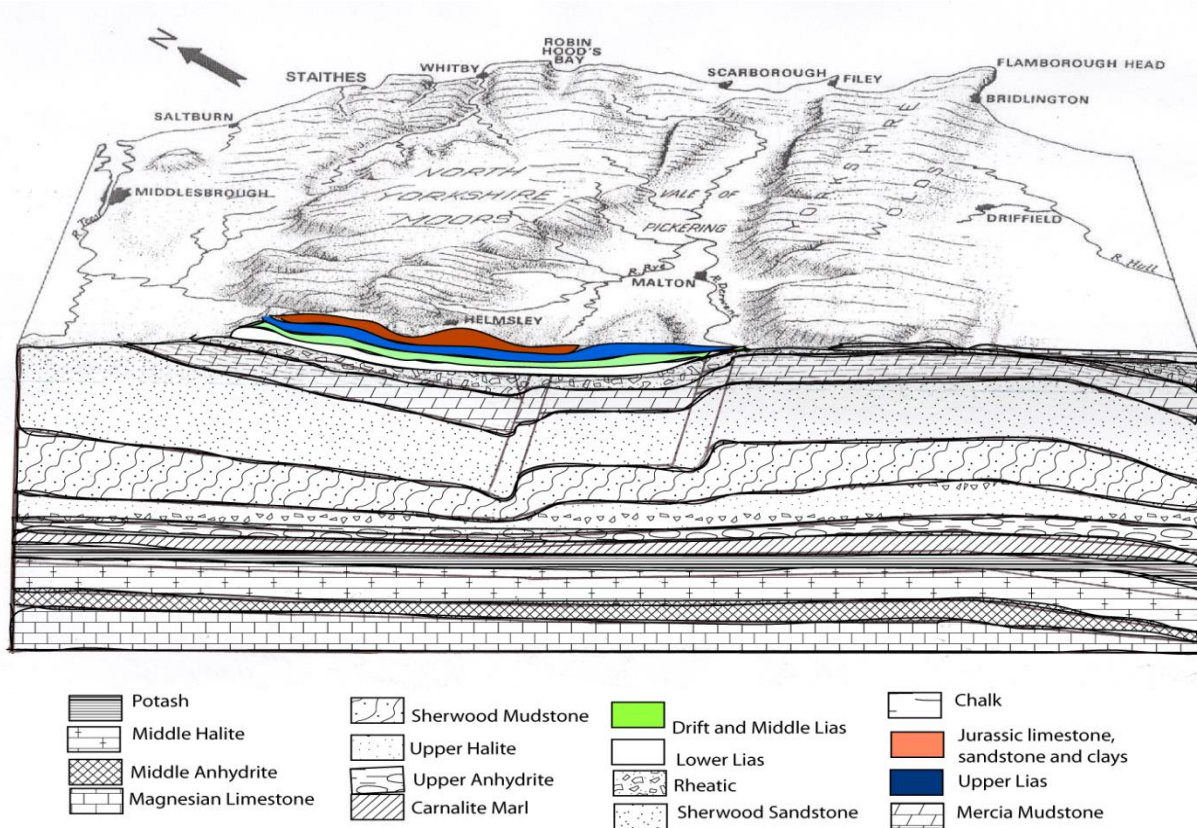 N
ROBIN
HOOD'S
BAY
WHITBY
STAITHES
SCARBOROUGH
FILEY
FLAMBOROUGH HEAD
BRIDLINGTON
SALTBURN
MIDDLESBROUGH
R. Tees
NORTH
YORKSHIRE
MOORS
VALE OF
PICKERING
YORKSHIRE
WOLDS
DRIFFIELD
R. Hull
R. Rye
MALTON
R. Derwent
HELMSLEY
Potash
Middle Halite
Middle Anhydrite
Magnesian Limestone
Sherwood Mudstone
Upper Halite
Upper Anhydrite
Carnalite Marl
Drift and Middle Lias
Lower Lias
Rheatic
Sherwood Sandstone
Chalk
Jurassic limestone,
sandstone and clays
Upper Lias
Mercia Mudstone